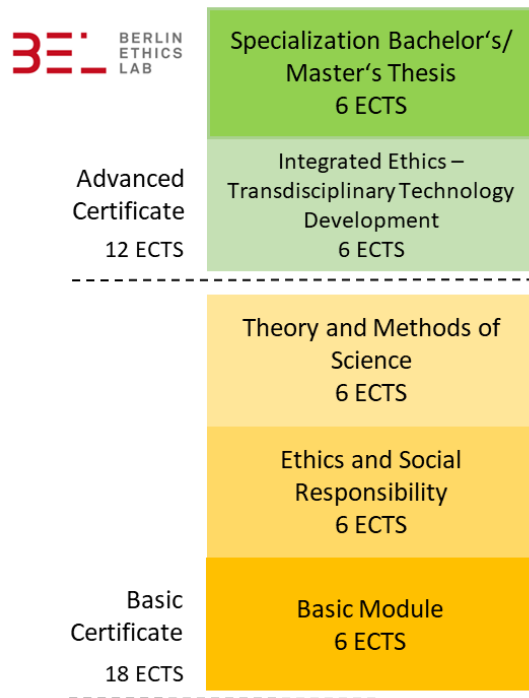 BEL BERLIN
ETHICS
LAB
Specialization Bachelor‘s/
Master‘s Thesis
6 ECTS
Advanced
Certificate
12 ECTS
Integrated Ethics –
Transdisciplinary Technology
Development
6 ECTS
Theory and Methods of
Science
6 ECTS
Ethics and Social
Responsibility
6 ECTS
Basic
Certificate
18 ECTS
Basic Module
6 ECTS